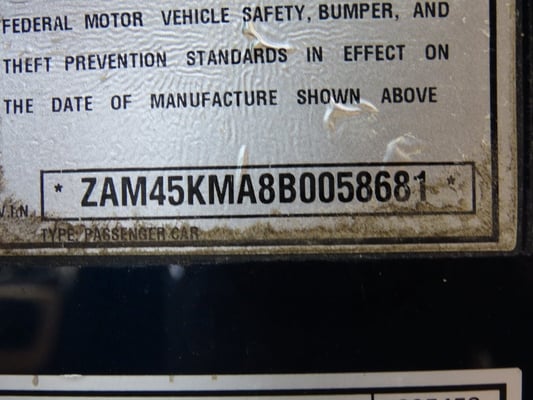 FEDERAL MOTOR VEHICLE SAFETY, BUMPER, AND
THEFT PREVENTION STANDARDS IN EFFECT ON
THE DATE OF MANUFACTURE SHOWN ABOVE
V.I.N. * ZAM45KMA8B0058681 *
TYPE: PASSENGER CAR